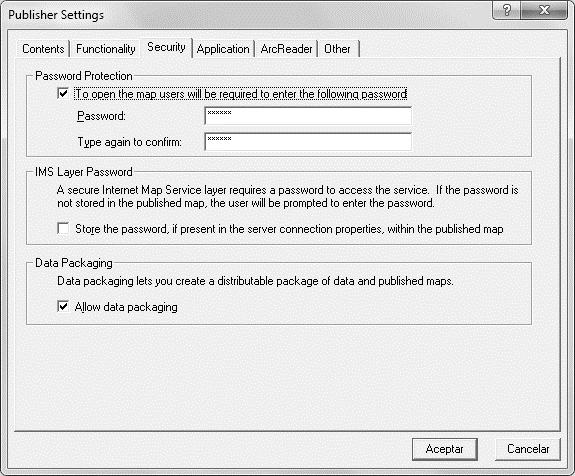 Publisher Settings
Contents Functionality Security Application ArcReader Other
Password Protection
To open the map users will be required to enter the following password
Password: ××××××
Type again to confirm: ××××××
IMS Layer Password
A secure Internet Map Service layer requires a password to access the service. If the password is
not stored in the published map, the user will be prompted to enter the password.
Store the password, if present in the server connection properties, within the published map
Data Packaging
Data packaging lets you create a distributable package of data and published maps.
Allow data packaging
Aceptar Cancelar